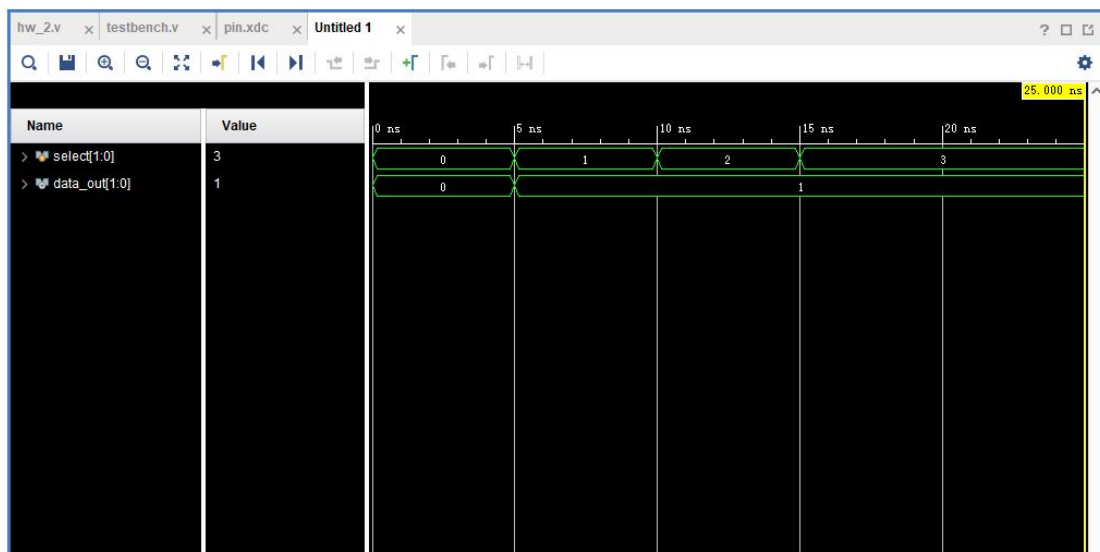 hw_2.v × testbench.v × pin.xdc × Untitled 1 ×
25.000 ns
Name Value 0 ns 5 ns 10 ns 15 ns 20 ns
select[1:0] 3 0 1 2 3
data_out[1:0] 1 0 1